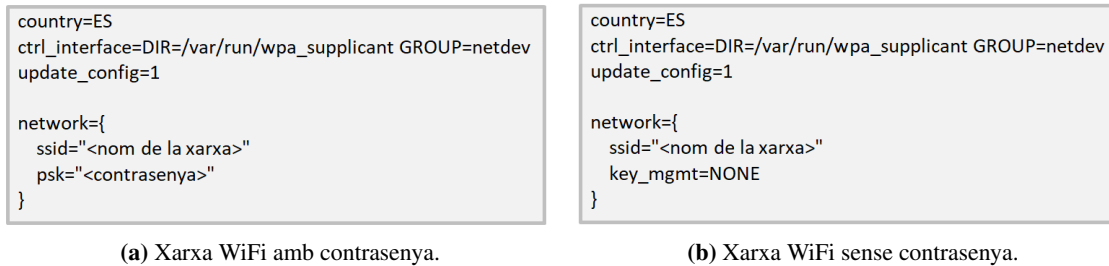 country=ES
ctrl_interface=DIR=/var/run/wpa_supplicant GROUP=netdev
update_config=1
network={
ssid="<nom de la xarxa>"
psk="<contrasenya>"
}
(a) Xarxa WiFi amb contrasenya.
country=ES
ctrl_interface=DIR=/var/run/wpa_supplicant GROUP=netdev
update_config=1
network={
ssid="<nom de la xarxa>"
key_mgmt=NONE
}
(b) Xarxa WiFi sense contrasenya.